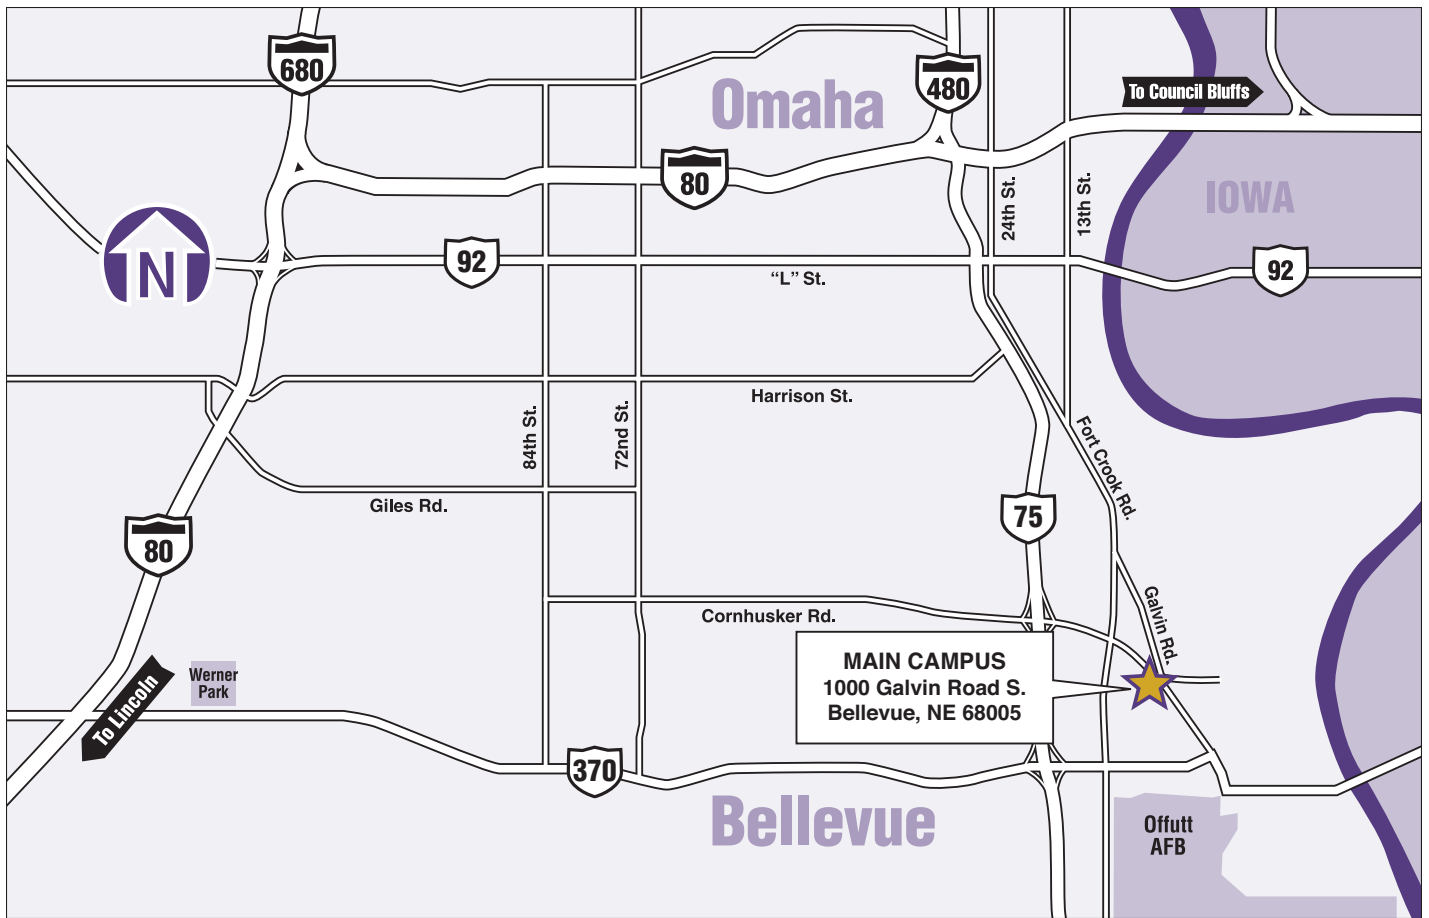 680
480
Omaha
To Council Bluffs
80
24th St.
13th St.
IOWA
N
92
92
"L" St.
Harrison St.
84th St.
72nd St.
Fort Crook Rd.
Giles Rd.
75
80
Galvin Rd.
Cornhusker Rd.
MAIN CAMPUS
1000 Galvin Road S.
Bellevue, NE 68005
Werner
Park
To Lincoln
370
Bellevue
Offutt
AFB